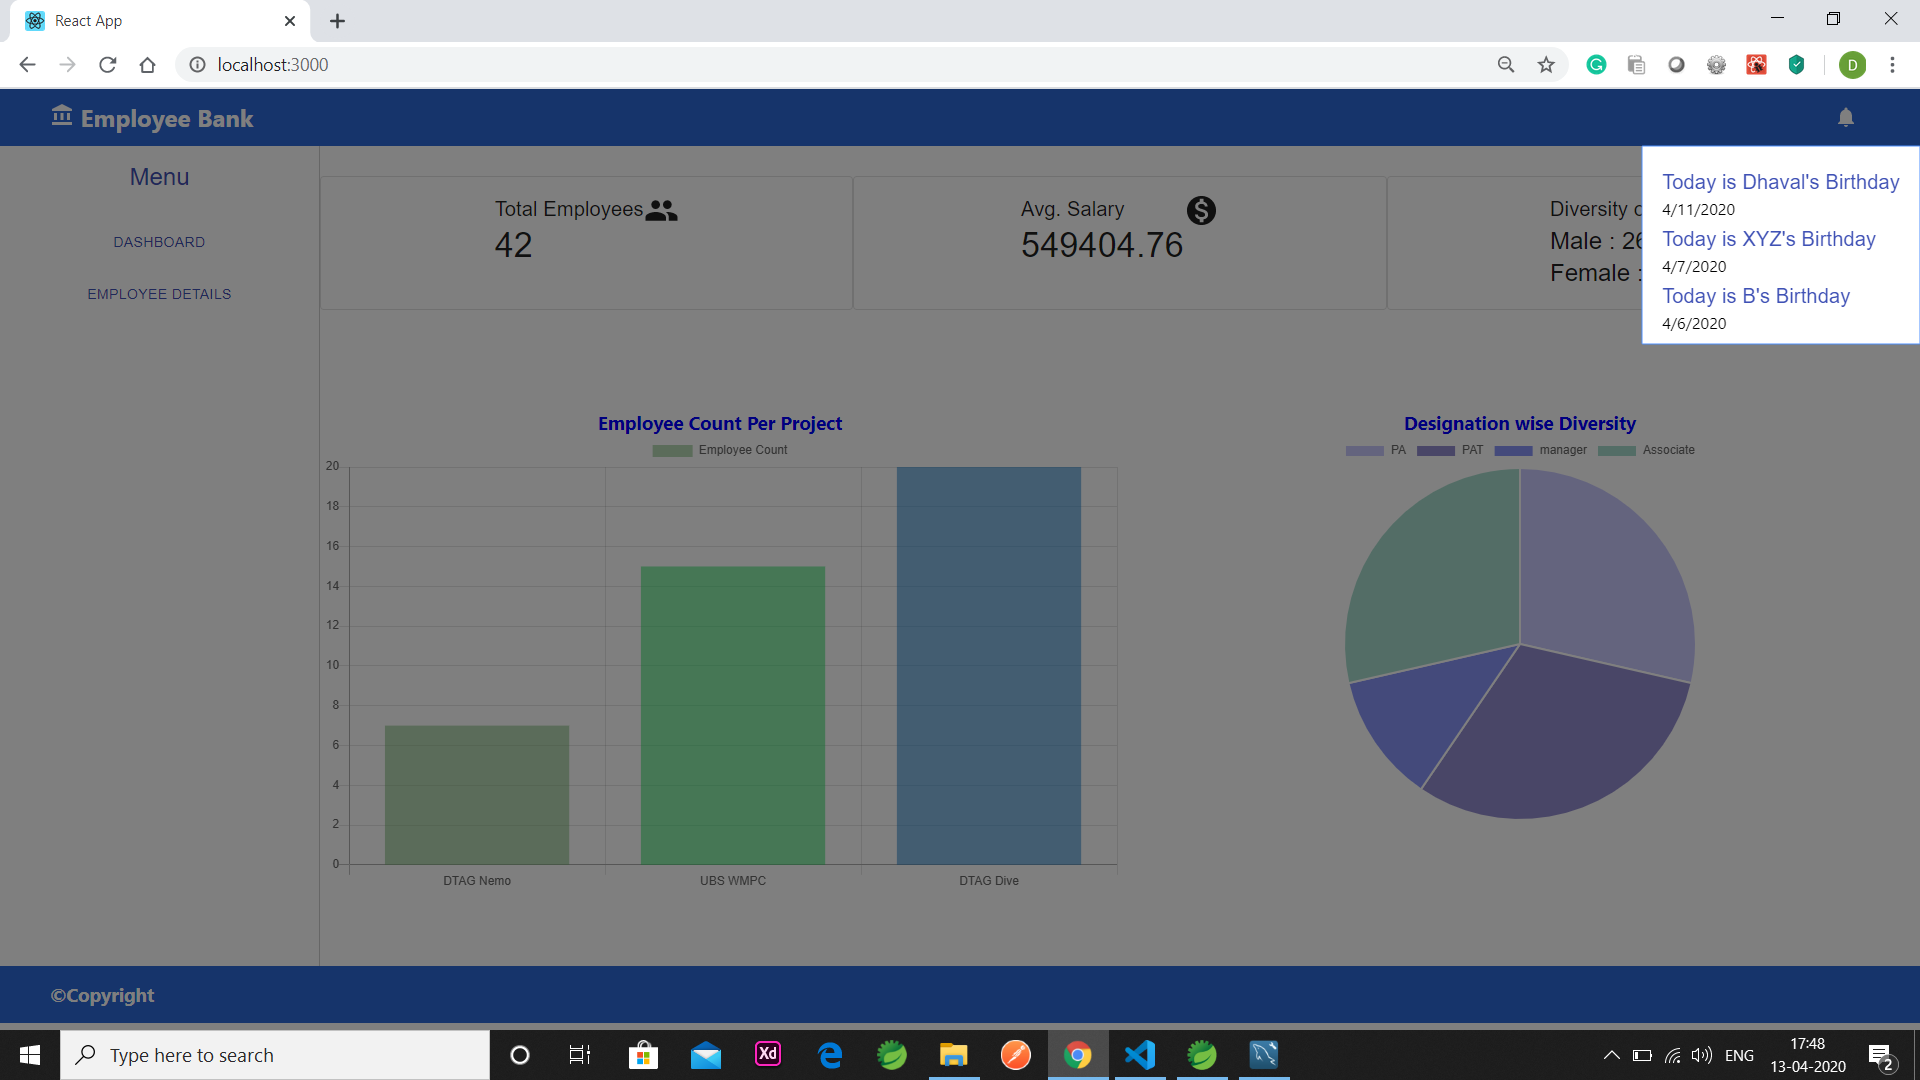 React App
localhost:3000
D
Employee Bank
Menu
DASHBOARD
EMPLOYEE DETAILS
Total Employees
42
Avg. Salary
549404.76
Diversity
Male : 26
Female :
Today is Dhaval's Birthday
4/11/2020
Today is XYZ's Birthday
4/7/2020
Today is B's Birthday
4/6/2020
Employee Count Per Project
Employee Count
20
18
16
14
12
10
8
6
4
2
0
DTAG Nemo
UBS WMPC
DTAG Dive
Designation wise Diversity
PA PAT manager Associate
©Copyright
Type here to search
Xd
ENG
17:48
13-04-2020
2